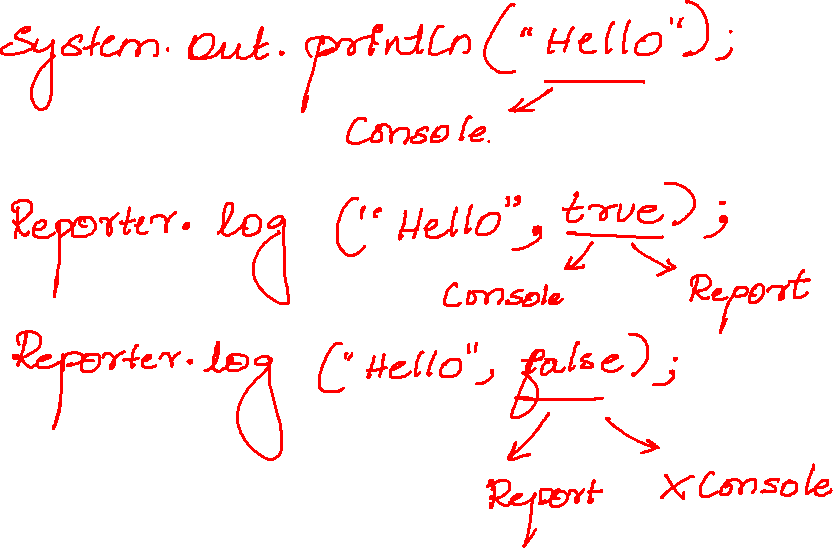 System. Out. println ("Hello");
Console.
Reporter. log ("Hello", true);
Console Report
Reporter. log ("Hello", false);
Report X Console